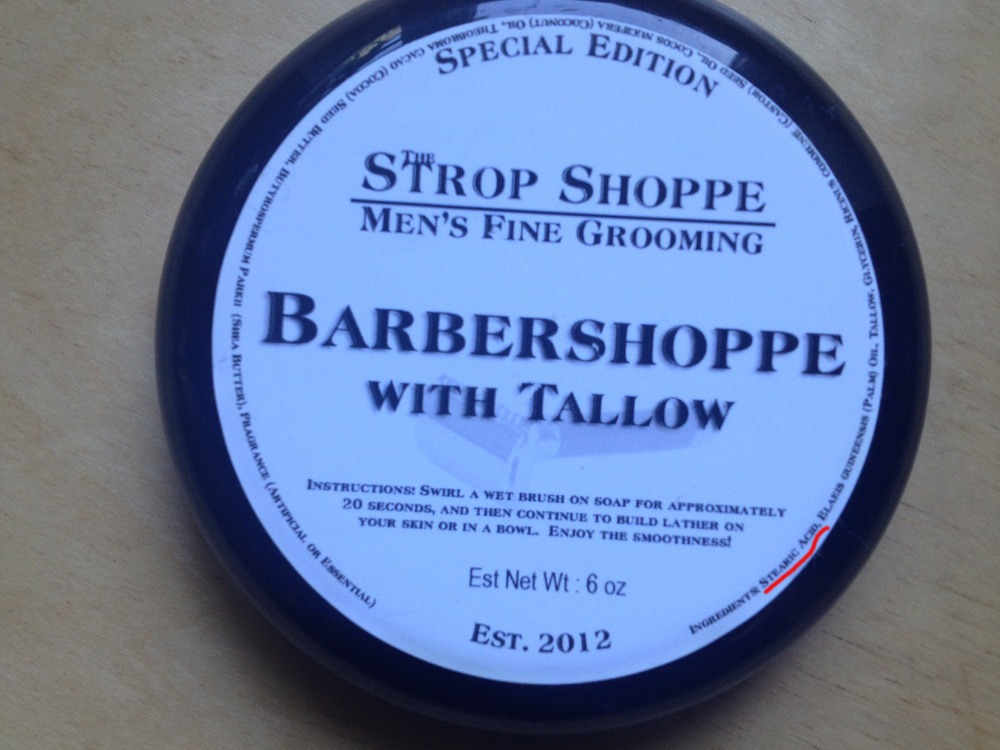 Special Edition
The
Strop Shoppe
Men's Fine Grooming
Barbershoppe
with Tallow
Instructions: Swirl a wet brush on soap for approximately
20 seconds, and then continue to build lather on
your skin or in a bowl. Enjoy the smoothness!
Est Net Wt : 6 oz
Est. 2012
Ingredients: Stearic Acid, Elaeis guineensis (Palm) Oil, Tallow, Glycerin, Ricinus communie (Castor) Seed Oil, Cocos nucifera (Coconut) Oil, Theobroma cacao (Cocoa) Seed Butter, Butyrospermum Parkii (Shea Butter), Fragrance (Artificial or Essential)